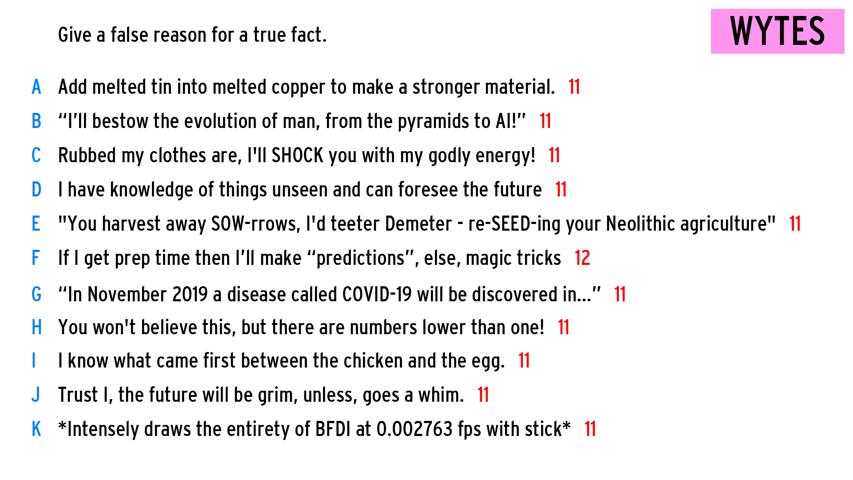 Give a false reason for a true fact.
WYTES
A Add melted tin into melted copper to make a stronger material. 11
B “I’ll bestow the evolution of man, from the pyramids to AI!” 11
C Rubbed my clothes are, I'll SHOCK you with my godly energy! 11
D I have knowledge of things unseen and can foresee the future 11
E "You harvest away SOW-rrows, I'd teeter Demeter - re-SEED-ing your Neolithic agriculture" 11
F If I get prep time then I’ll make “predictions”, else, magic tricks 12
G “In November 2019 a disease called COVID-19 will be discovered in...” 11
H You won't believe this, but there are numbers lower than one! 11
I I know what came first between the chicken and the egg. 11
J Trust I, the future will be grim, unless, goes a whim. 11
K *Intensely draws the entirety of BFDI at 0.002763 fps with stick* 11